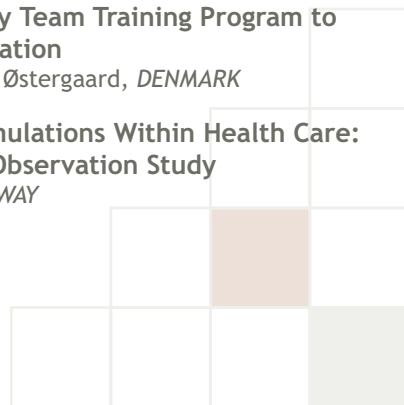 y Team Training Program to
ation
Østergaard, DENMARK
nulations Within Health Care:
Observation Study
WAY